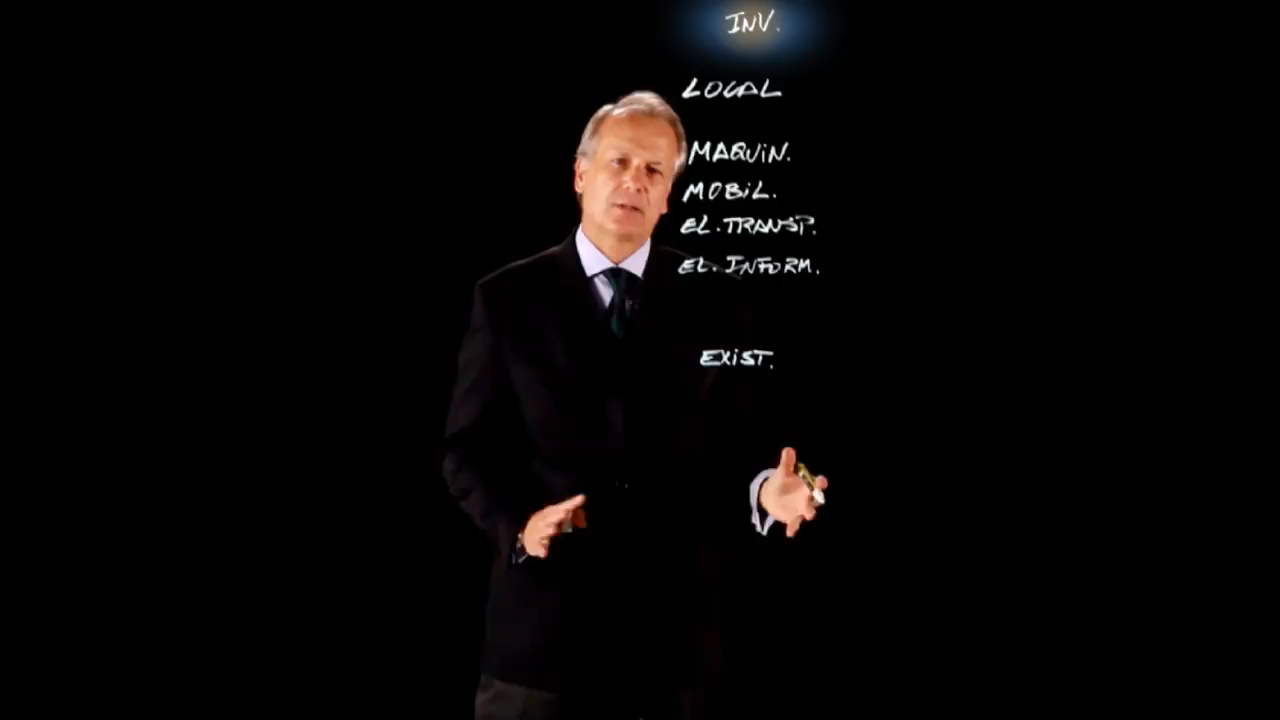 INV.
LOCAL
MAQUIN.
MOBIL.
EL. TRANSP.
EL. INFORM.
EXIST.